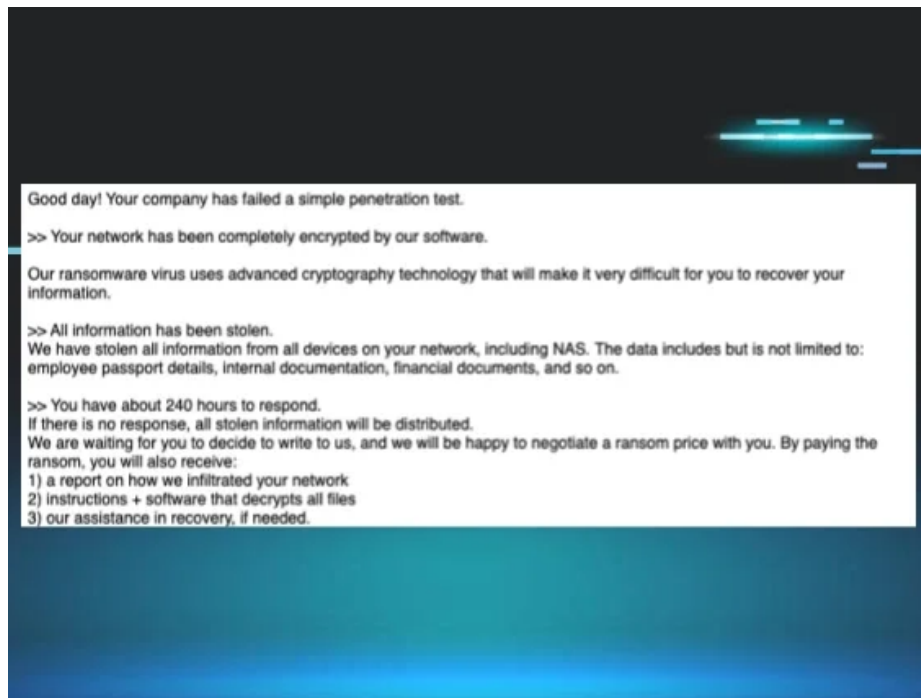 Good day! Your company has failed a simple penetration test.
>> Your network has been completely encrypted by our software.
Our ransomware virus uses advanced cryptography technology that will make it very difficult for you to recover your
information.
>> All information has been stolen.
We have stolen all information from all devices on your network, including NAS. The data includes but is not limited to:
employee passport details, internal documentation, financial documents, and so on.
>> You have about 240 hours to respond.
If there is no response, all stolen information will be distributed.
We are waiting for you to decide to write to us, and we will be happy to negotiate a ransom price with you. By paying the
ransom, you will also receive:
1) a report on how we infiltrated your network
2) instructions + software that decrypts all files
3) our assistance in recovery, if needed.